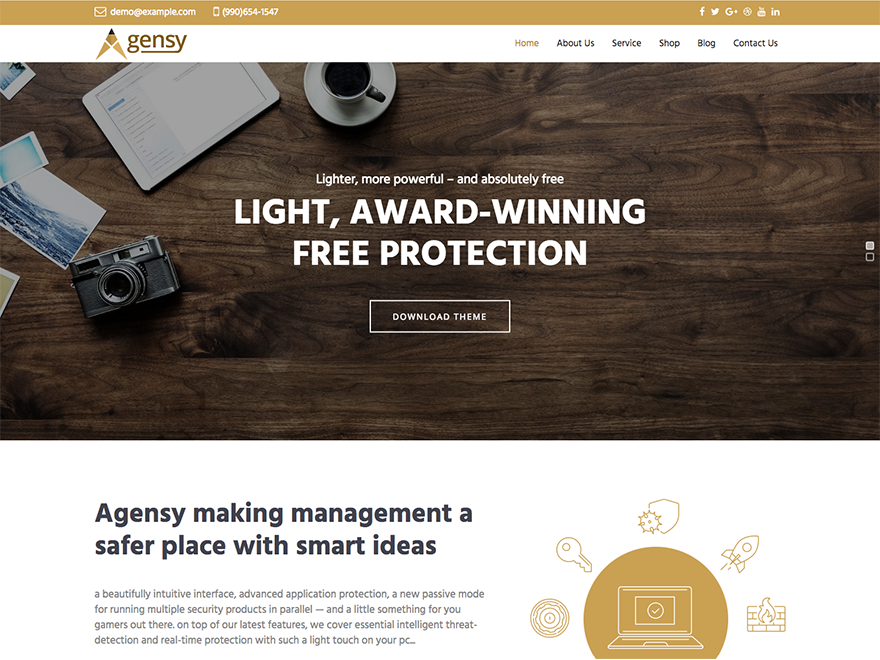 demo@example.com (990)654-1547
gensy
Home About Us Service Shop Blog Contact Us
Lighter, more powerful – and absolutely free
LIGHT, AWARD-WINNING
FREE PROTECTION
DOWNLOAD THEME
Agensy making management a
safer place with smart ideas
a beautifully intuitive interface, advanced application protection, a new passive mode
for running multiple security products in parallel — and a little something for you
gamers out there. on top of our latest features, we cover essential intelligent threat-
detection and real-time protection with such a light touch on your pc...